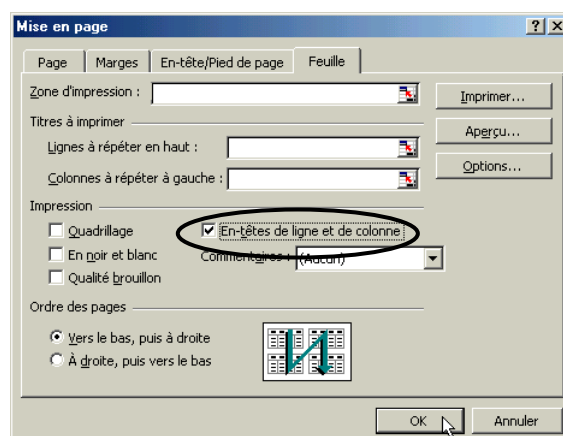 Mise en page
Page Marges En-tête/Pied de page Feuille
Zone d'impression :
Imprimer...
Titres à imprimer
Aperçu...
Lignes à répéter en haut :
Options...
Colonnes à répéter à gauche :
Impression
Quadrillage En-têtes de ligne et de colonne
En noir et blanc Commentaires : (Aucun)
Qualité brouillon
Ordre des pages
Vers le bas, puis à droite
À droite, puis vers le bas
OK Annuler